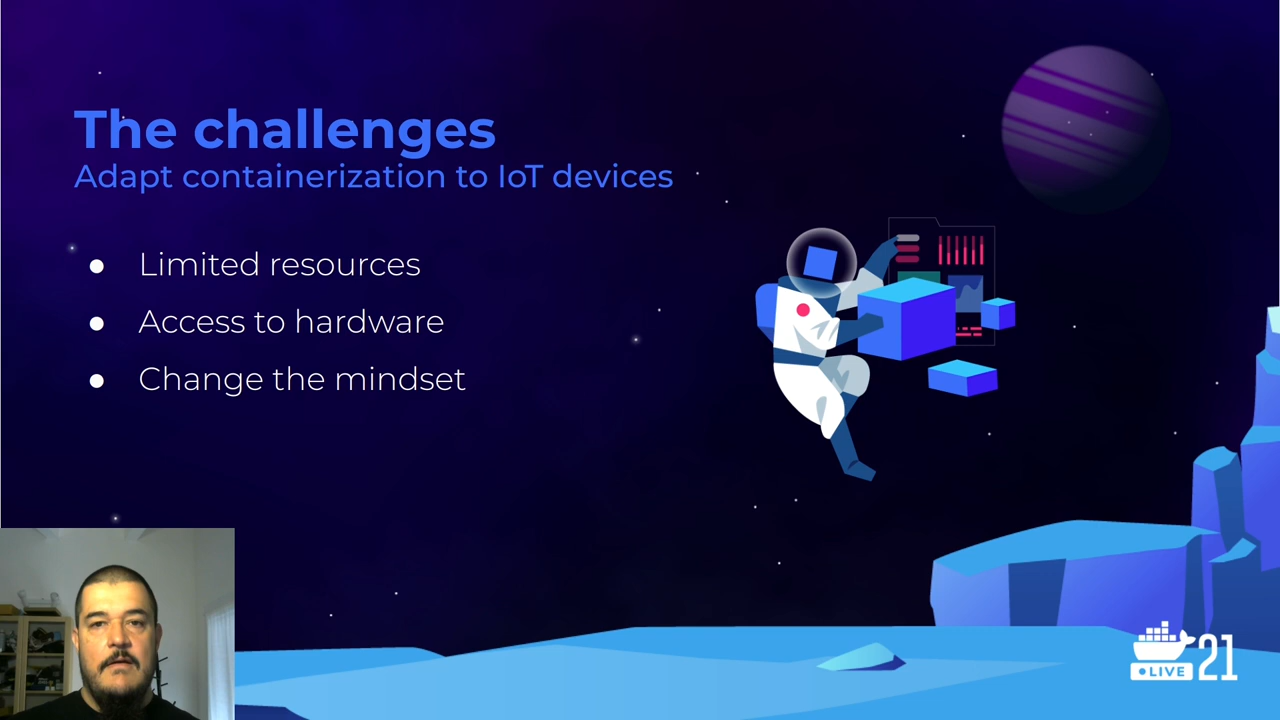 The challenges
Adapt containerization to IoT devices
● Limited resources
● Access to hardware
● Change the mindset
LIVE 21